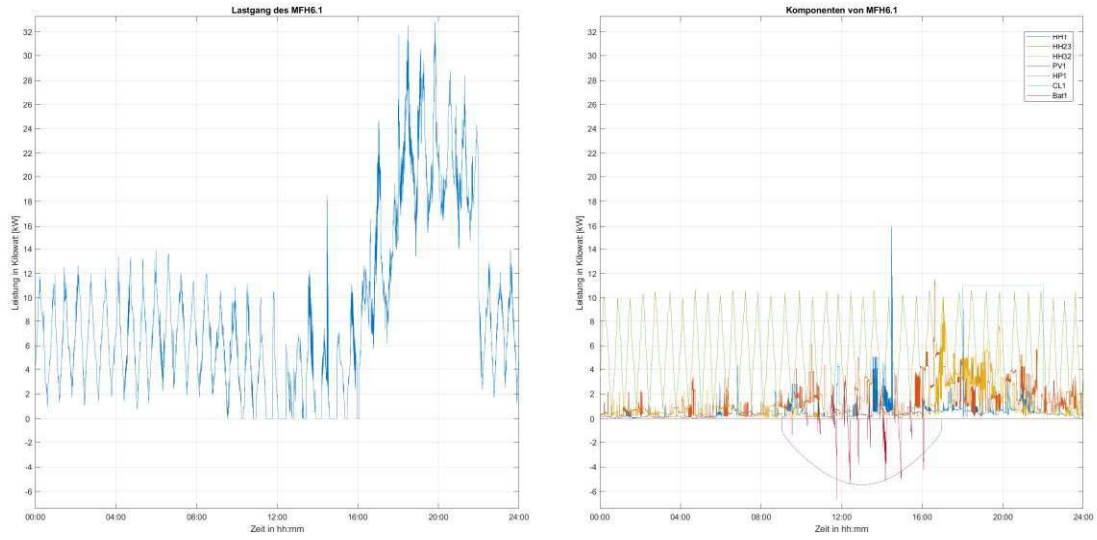 Lastgang des MFH6.1
Leistung in Kilowatt [kW]
32
30
28
26
24
22
20
18
16
14
12
10
8
6
4
2
0
-2
-4
-6
00:00 04:00 08:00 12:00 16:00 20:00 24:00
Zeit in hh:mm
Komponenten von MFH6.1
Leistung in Kilowatt [kW]
32
30
28
26
24
22
20
18
16
14
12
10
8
6
4
2
0
-2
-4
-6
00:00 04:00 08:00 12:00 16:00 20:00 24:00
Zeit in hh:mm
HH1
HH23
HH32
PV1
HP1
CL1
Bat1